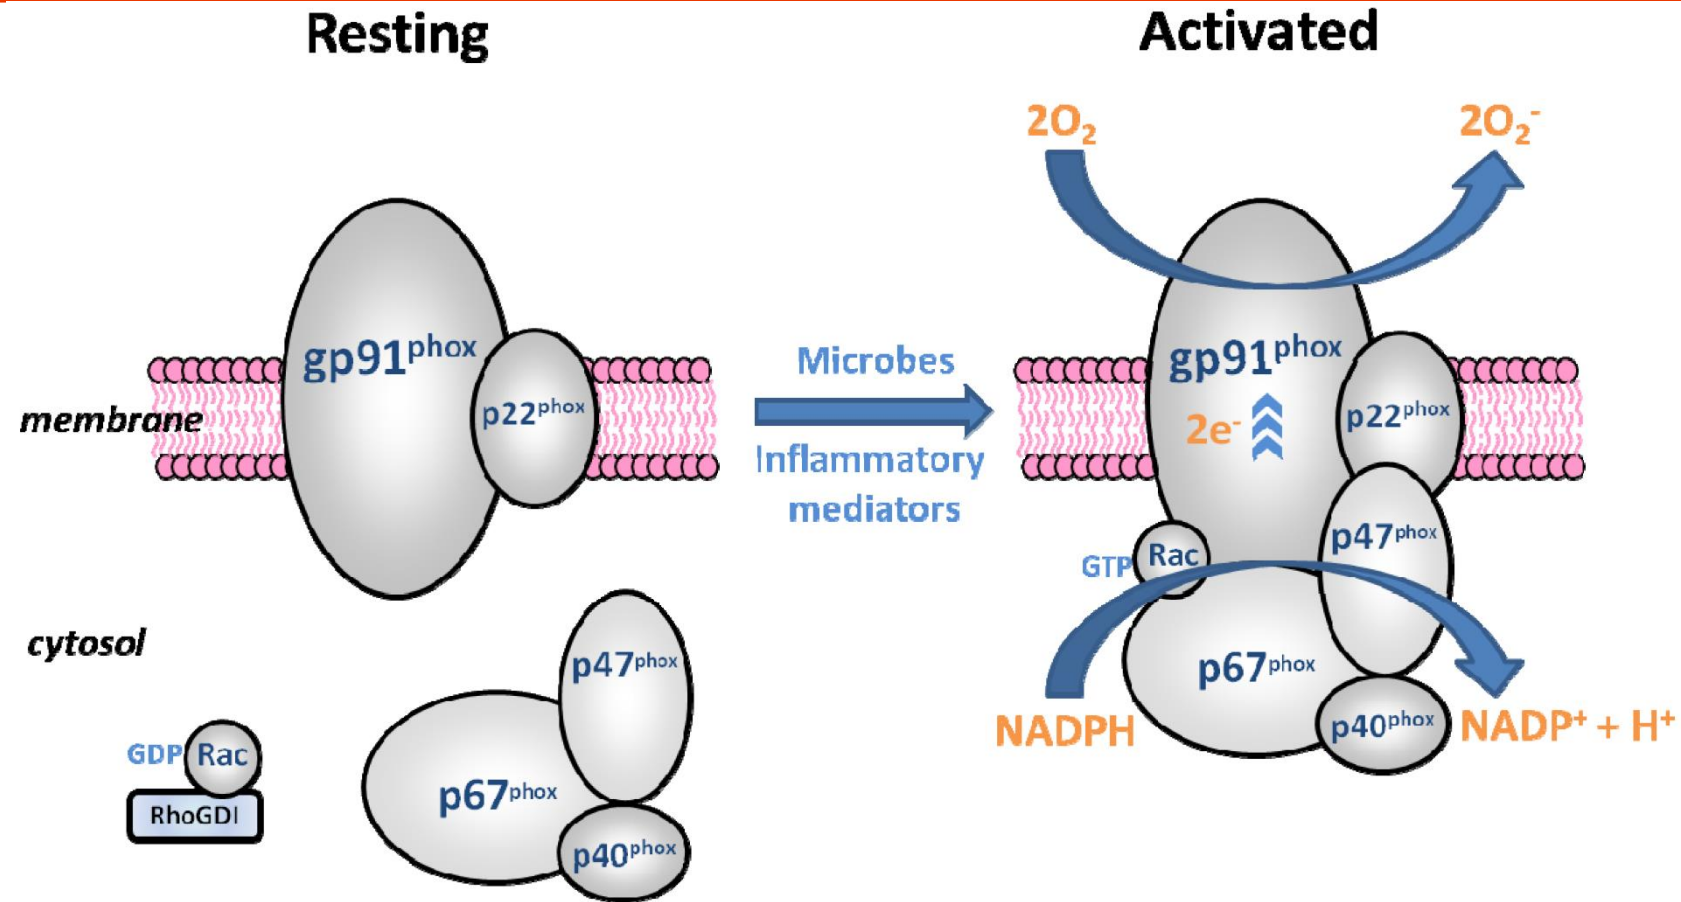 Resting
gp91phox
p22phox
membrane
cytosol
p47phox
GDP Rac
RhoGDI
p67phox
p40phox
Microbes
Inflammatory
mediators
Activated
2O₂
2O₂⁻
gp91phox
2e⁻
p22phox
p47phox
GTP Rac
p67phox
NADPH
p40phox
NADP⁺ + H⁺